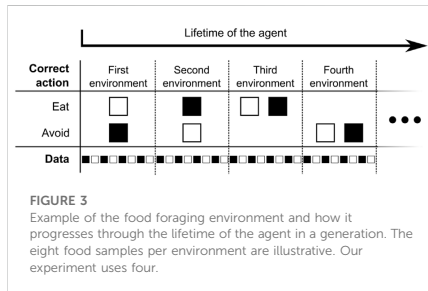 Lifetime of the agent
Correct action First environment Second environment Third environment Fourth environment
Eat
Avoid
Data
FIGURE 3
Example of the food foraging environment and how it
progresses through the lifetime of the agent in a generation. The
eight food samples per environment are illustrative. Our
experiment uses four.